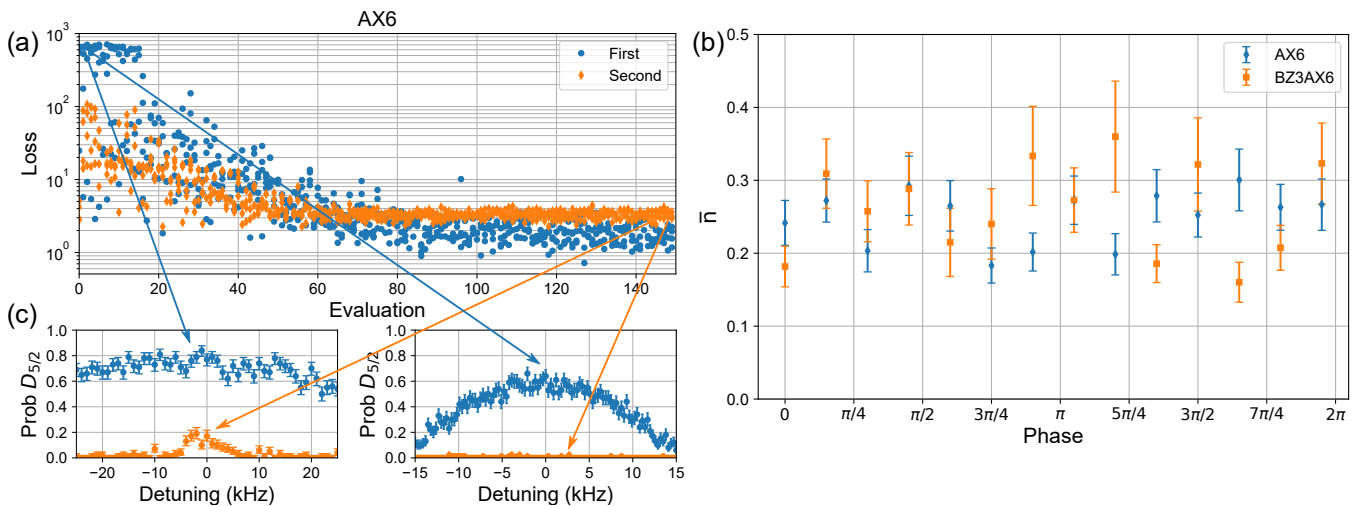 AX6
(a)
10³
10²
10¹
10⁰
Loss
First
Second
0 20 40 60 80 100 120 140
Evaluation
(b)
0.5
0.4
0.3
0.2
0.1
0.0
n̅
AX6
BZ3AX6
0 π/4 π/2 3π/4 π 5π/4 3π/2 7π/4 2π
Phase
(c)
1.0
0.8
0.6
0.4
0.2
0.0
Prob D5/2
−20 −10 0 10 20
Detuning (kHz)
1.0
0.8
0.6
0.4
0.2
0.0
Prob D5/2
−15 −10 −5 0 5 10 15
Detuning (kHz)